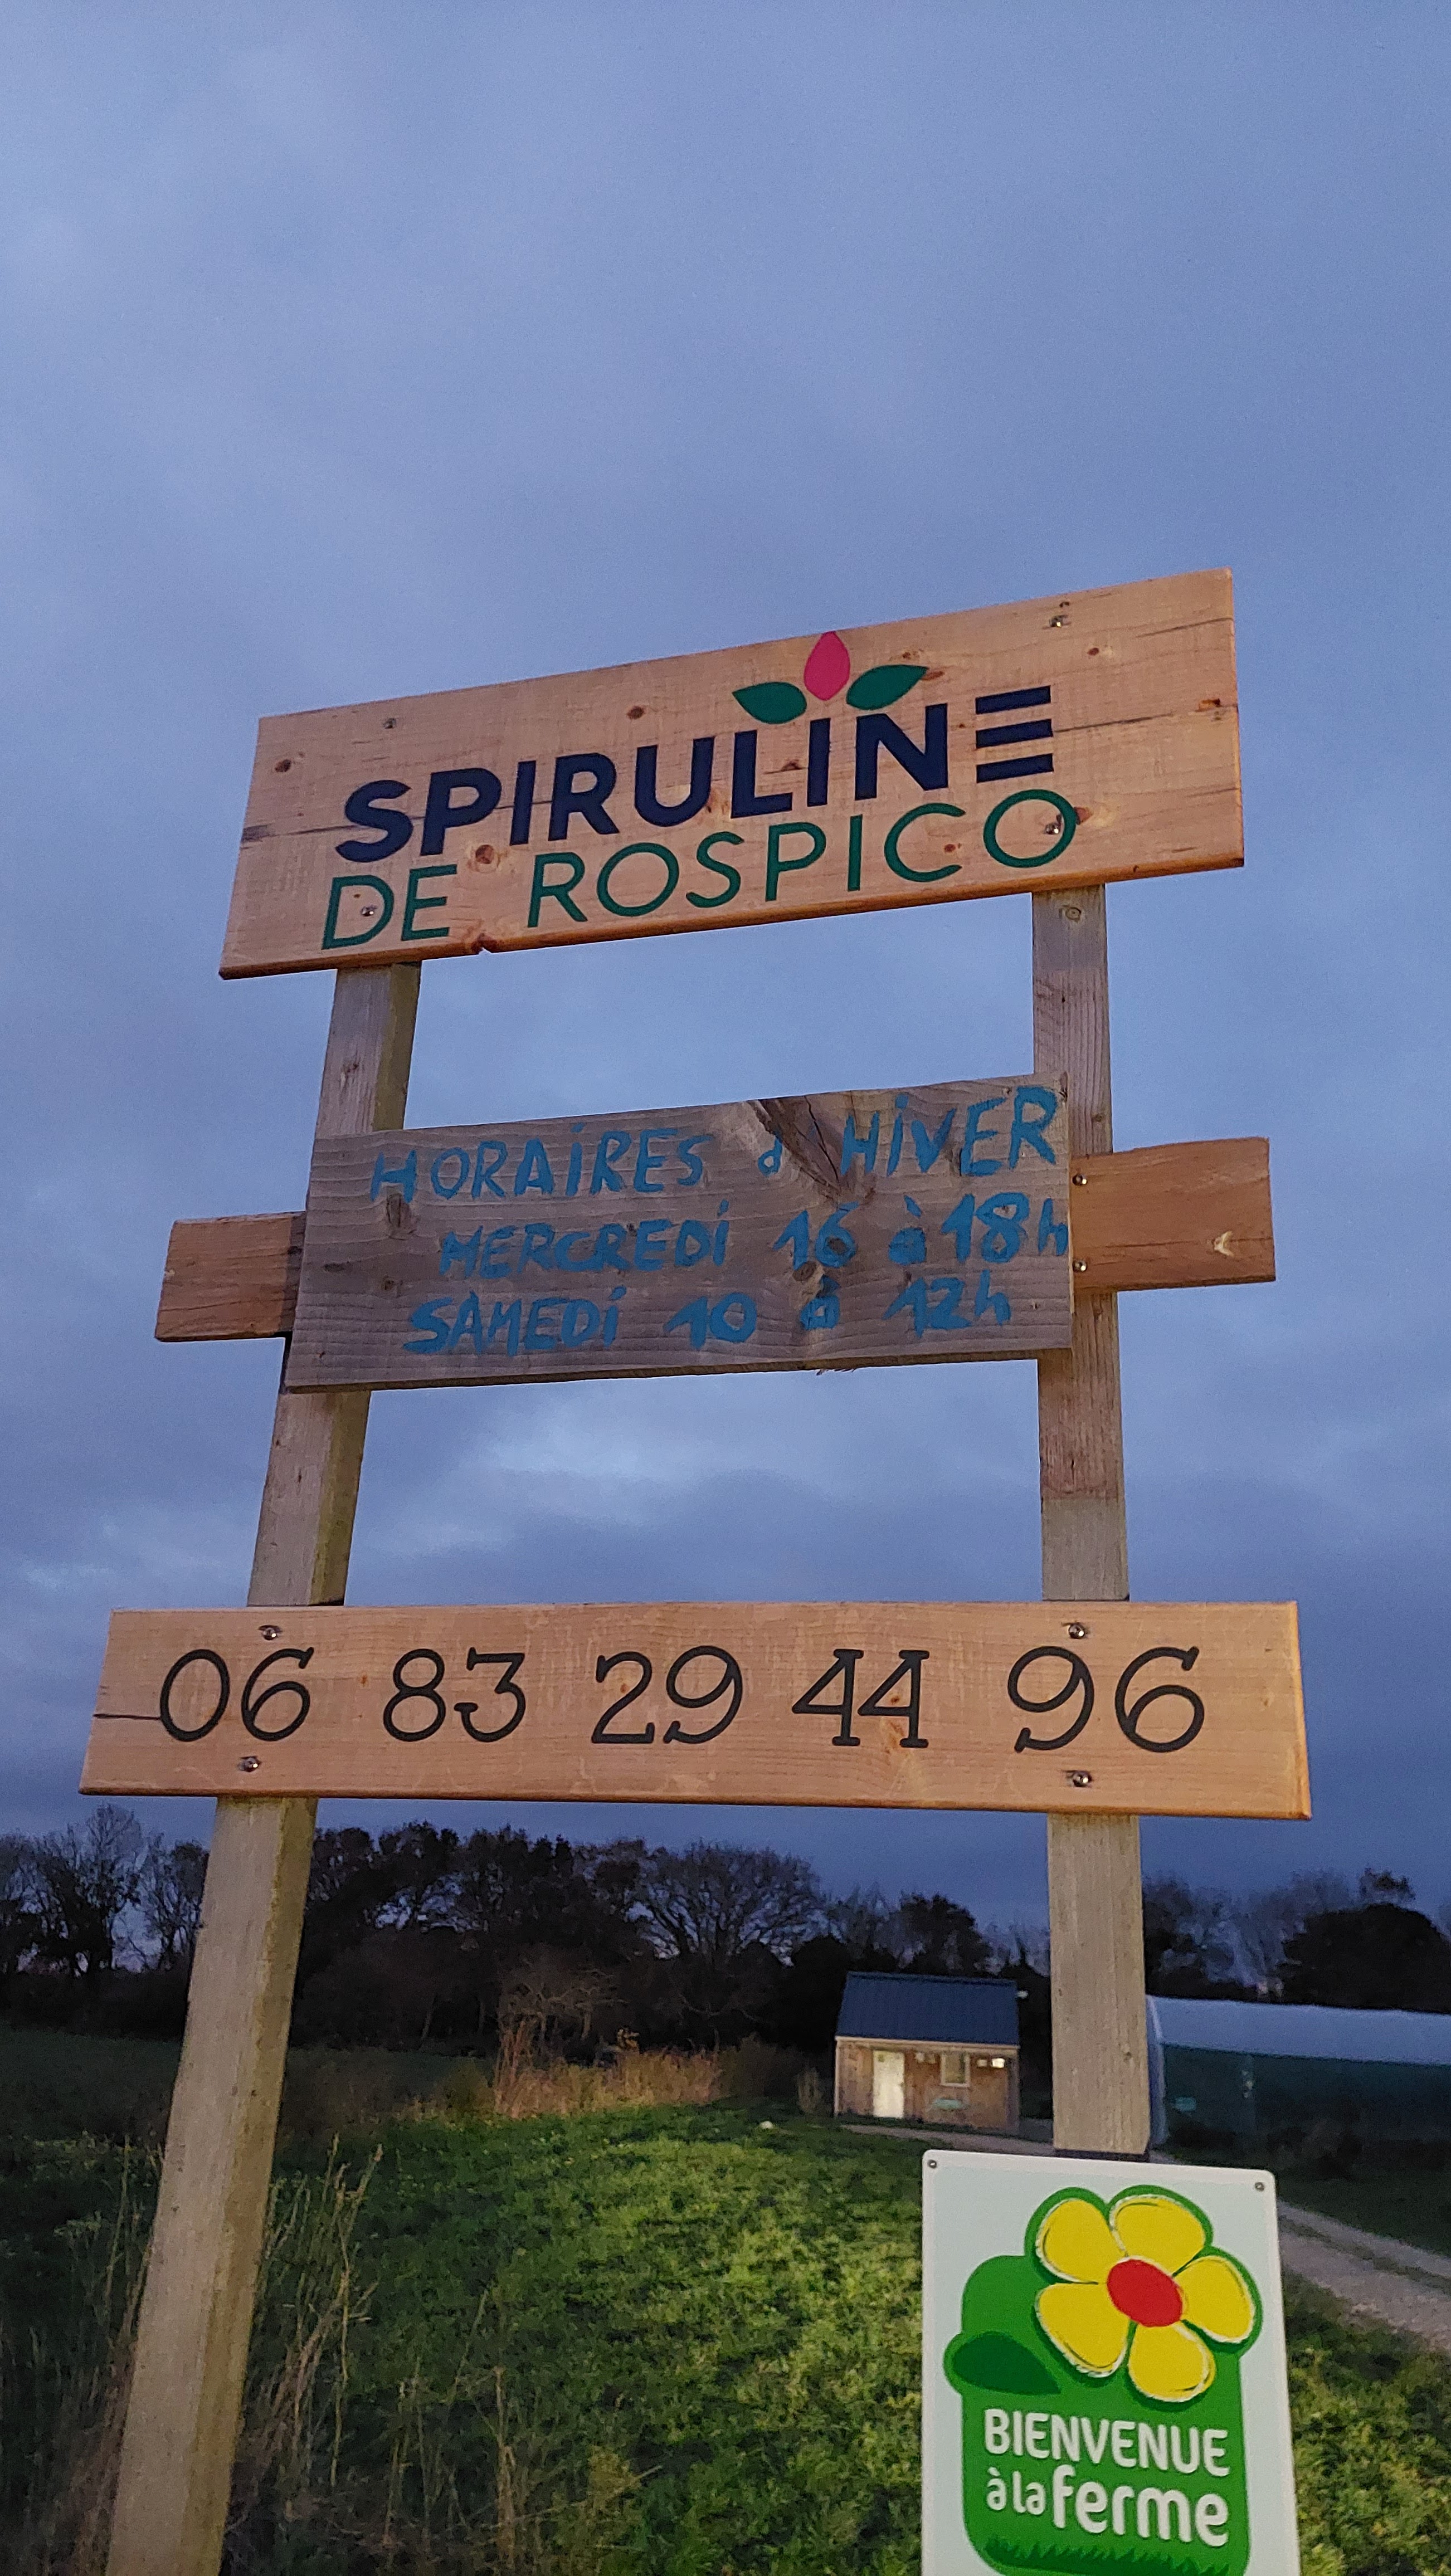 SPIRULINE
DE ROSPICO
HORAIRES d HIVER
MERCREDI 16 à 18h
SAMEDI 10 à 12h
06 83 29 44 96
BIENVENUE
à la ferme